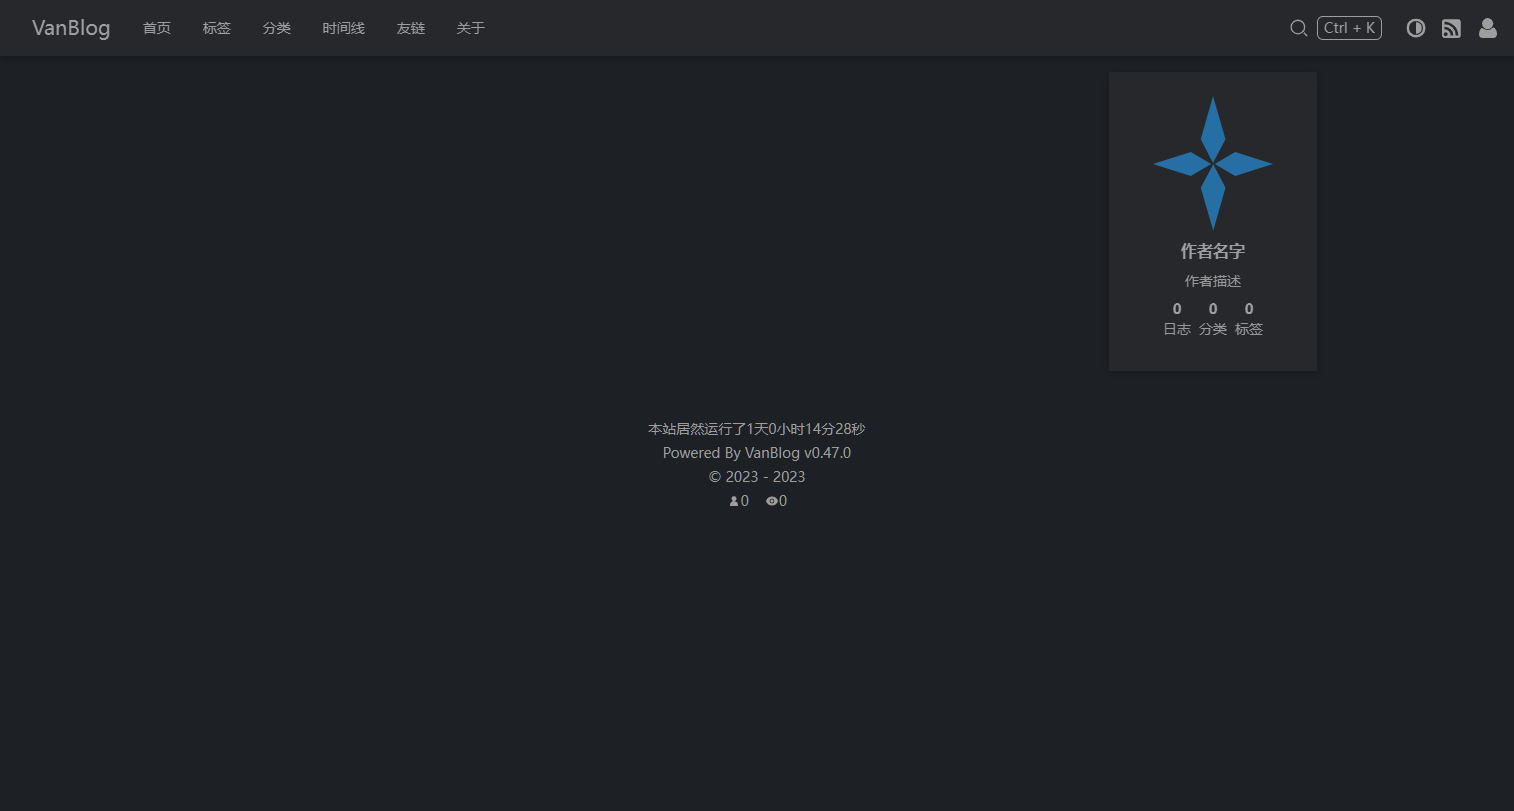 VanBlog 首页 标签 分类 时间线 友链 关于 Ctrl + K
作者名字
作者描述
0 0 0
日志 分类 标签
本站居然运行了1天0小时14分28秒
Powered By VanBlog v0.47.0
© 2023 - 2023
0 0